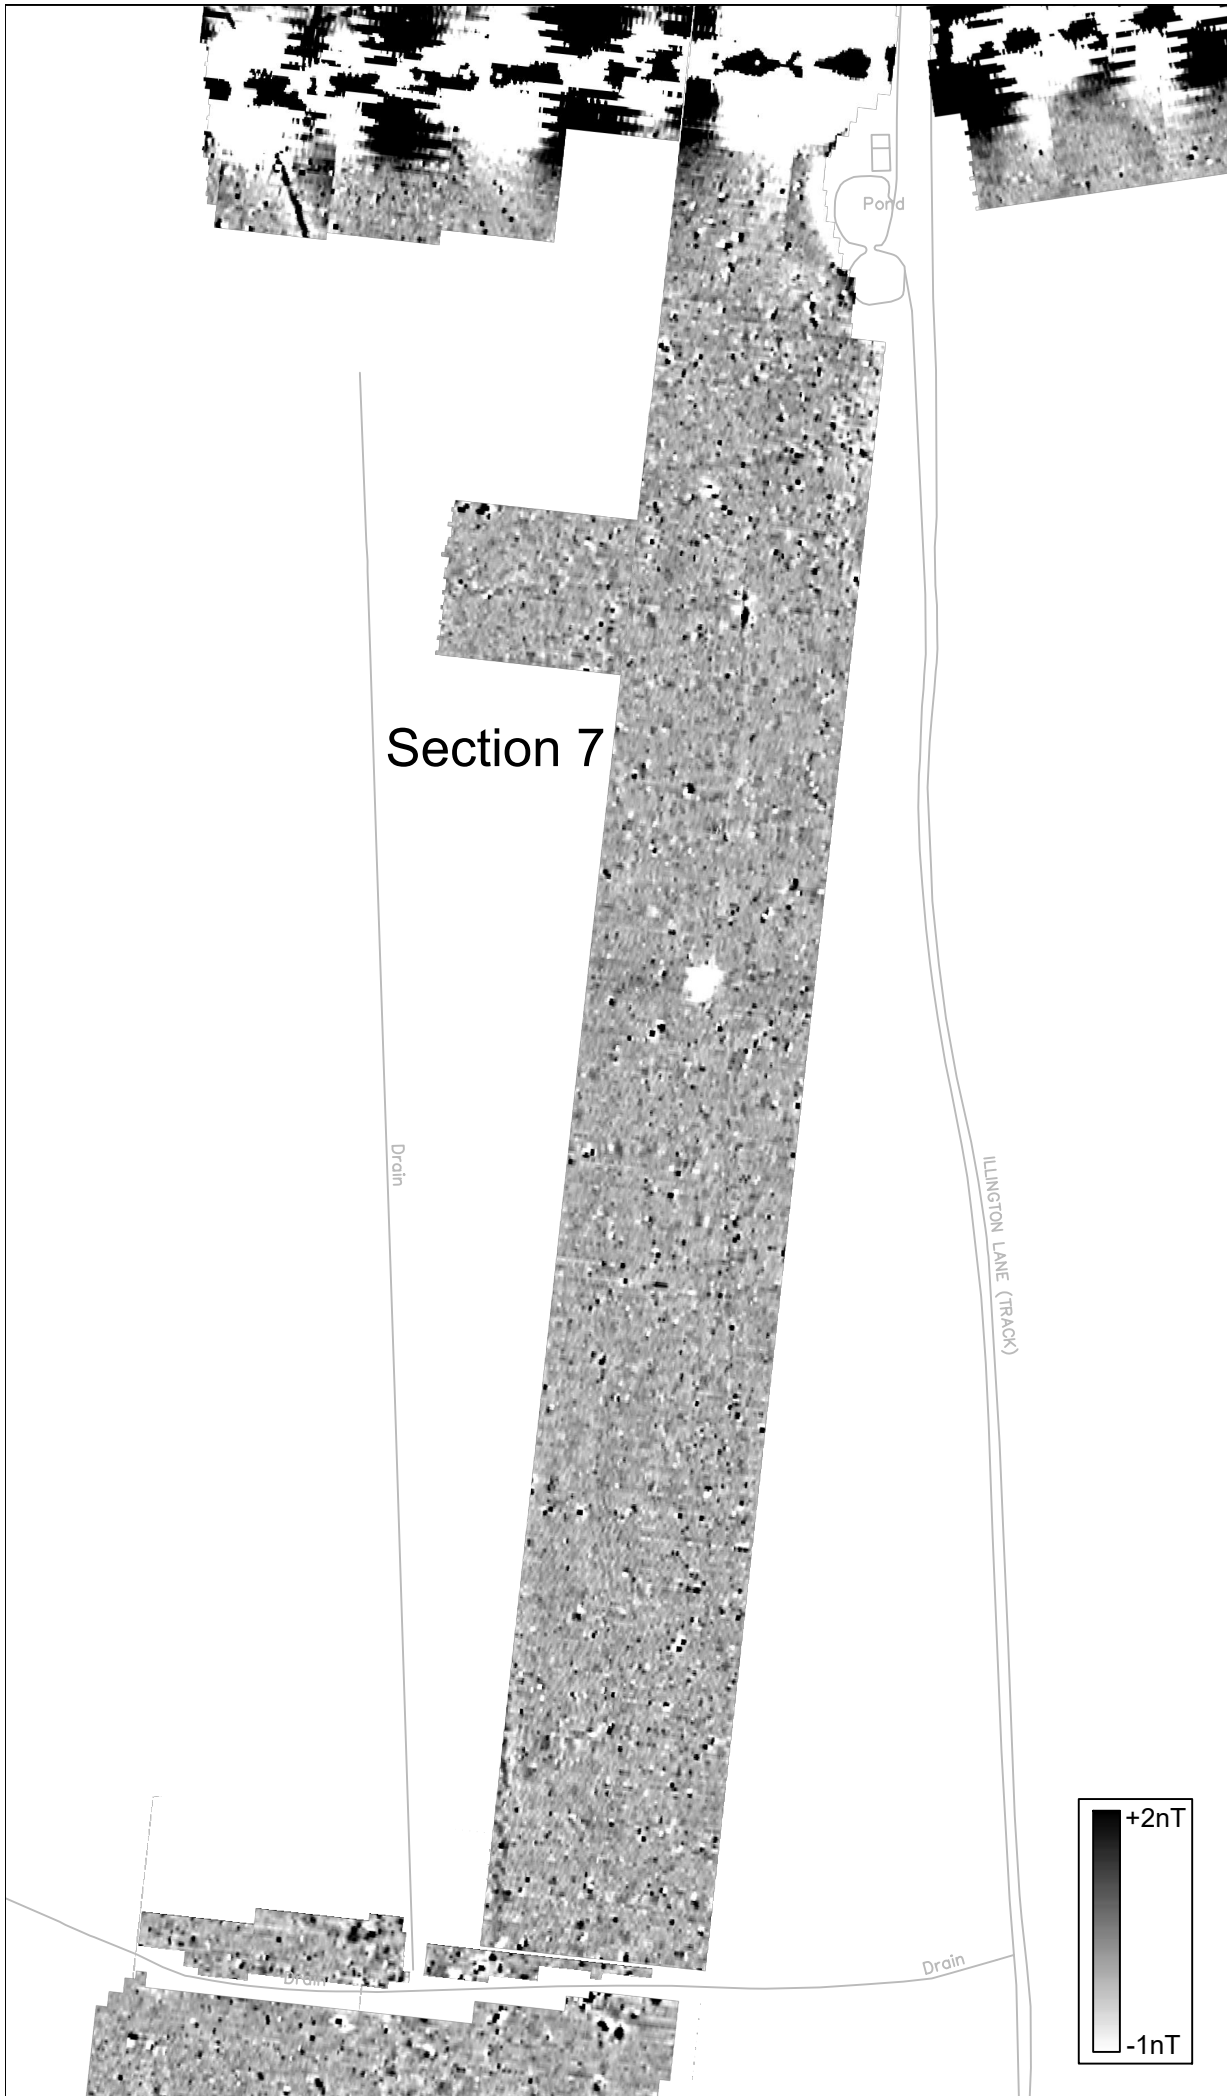 Pond
Section 7
Drain
ILLINGTON LANE (TRACK)
+2nT
-1nT
Drain
Drain